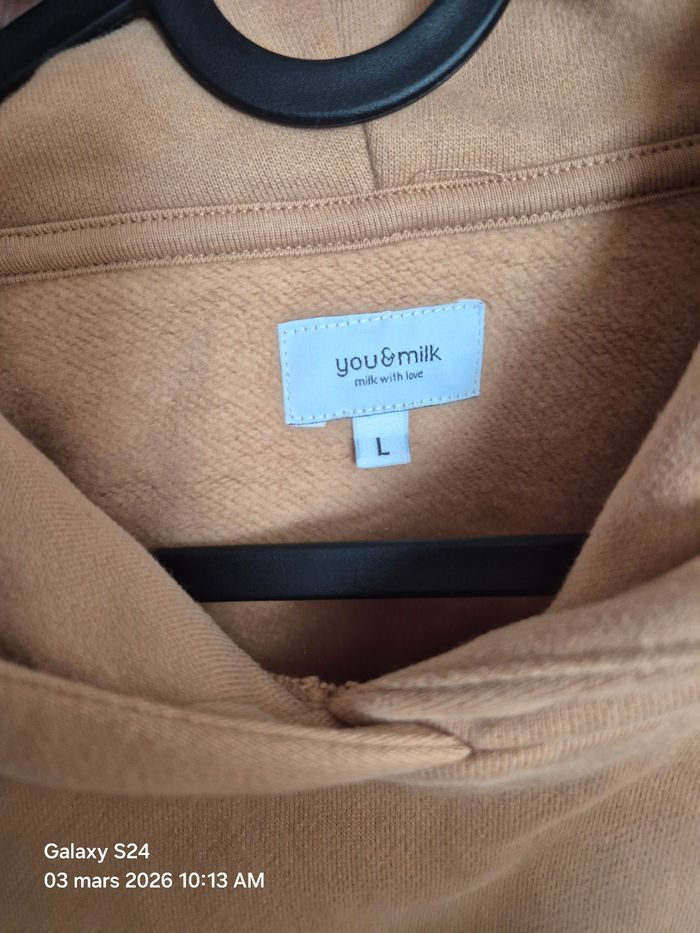 you&milk
milk with love
L
Galaxy S24
03 mars 2026 10:13 AM